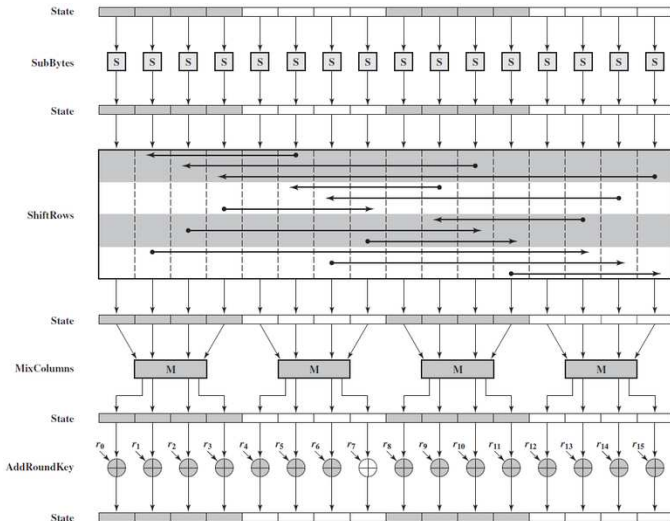 State
SubBytes S S S S S S S S S S S S S S S S
State
ShiftRows
State
MixColumns M M M M
State
r0 r1 r2 r3 r4 r5 r6 r7 r8 r9 r10 r11 r12 r13 r14 r15
AddRoundKey
State